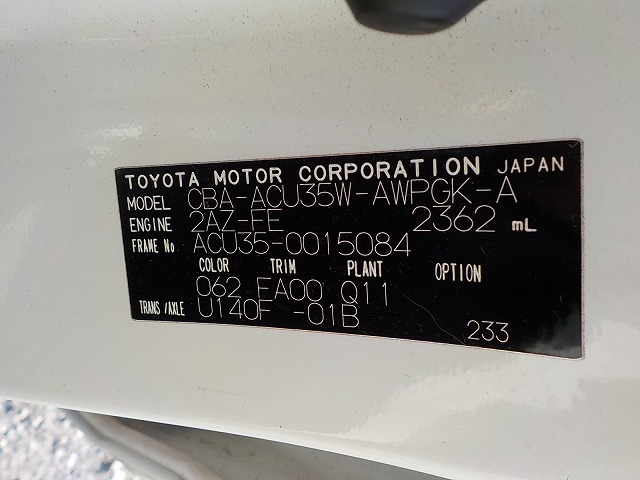 TOYOTA MOTOR CORPORATION JAPAN
MODEL CBA-ACU35W-AWPGK-A
ENGINE 2AZ-FE 2362 mL
FRAME No ACU35-0015084
COLOR TRIM PLANT OPTION
062 FA00 Q11
TRANS/AXLE U140F -01B
233